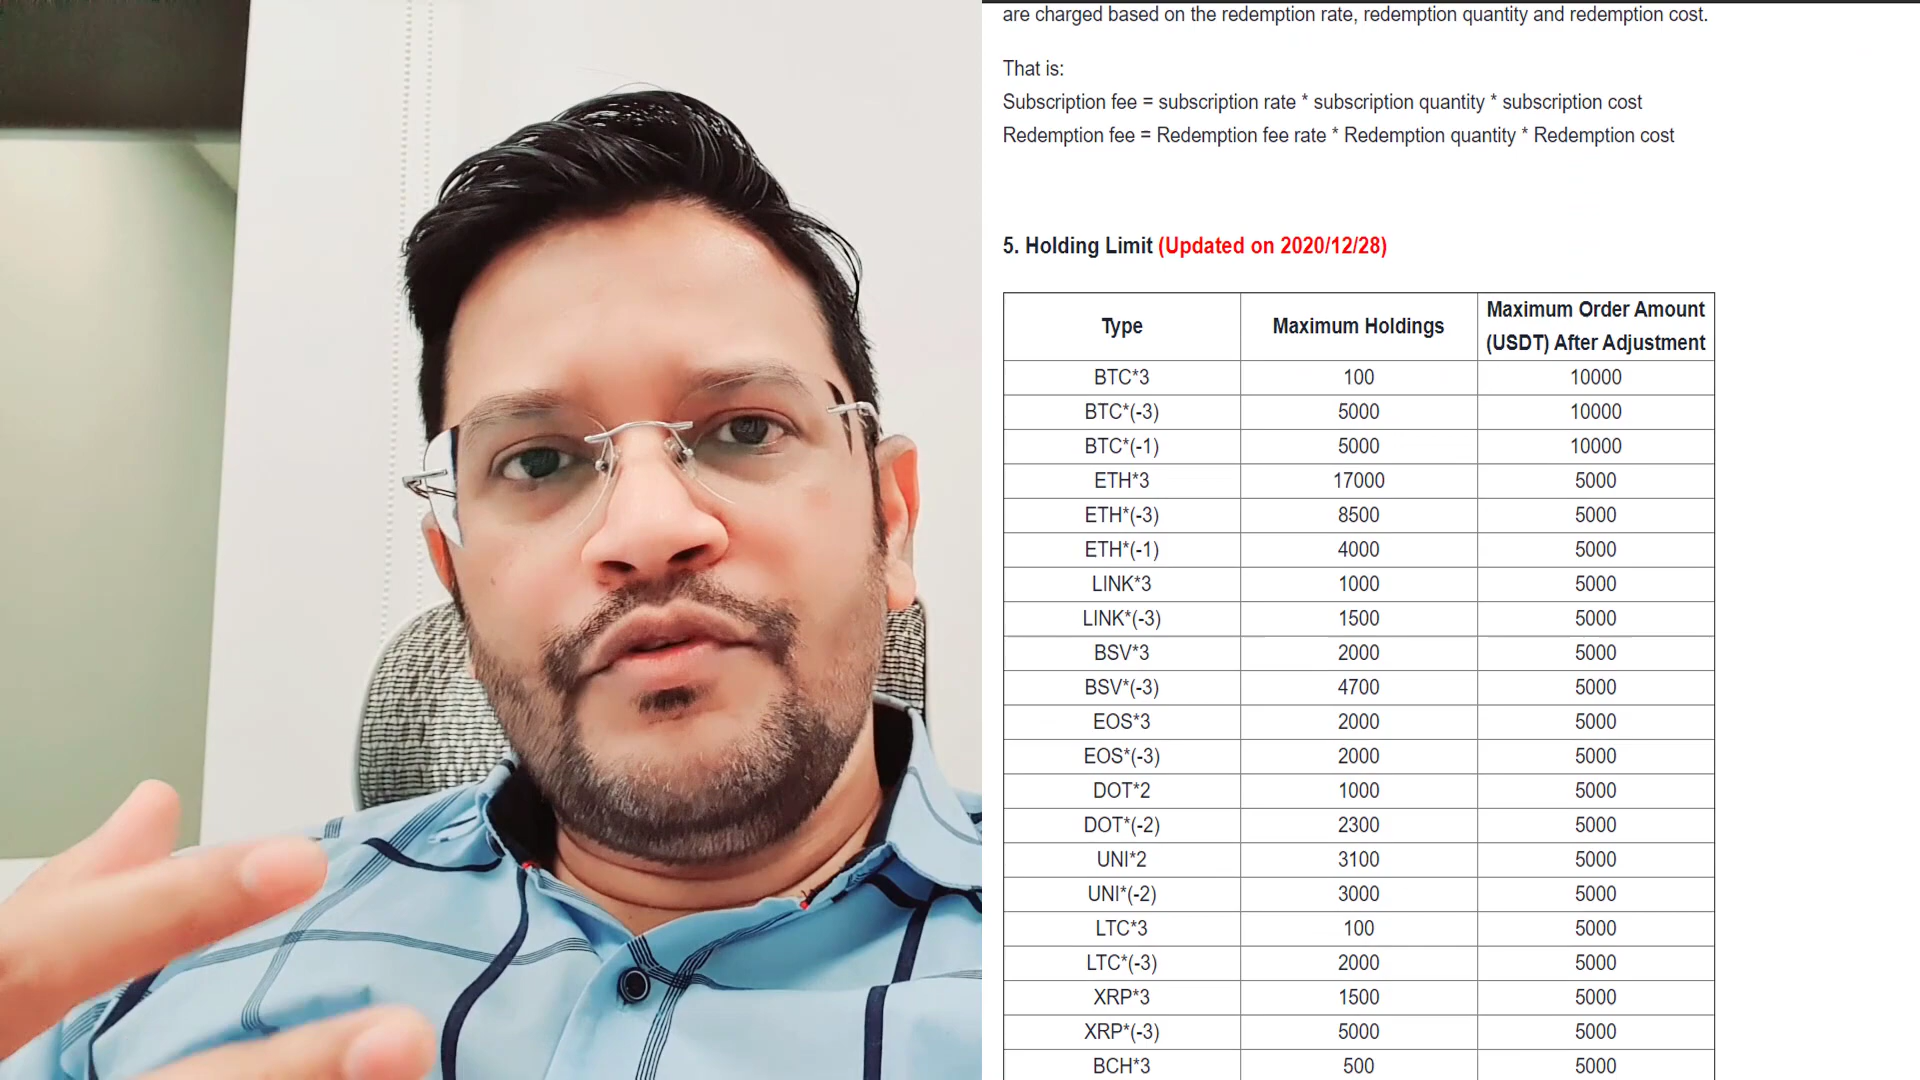 are charged based on the redemption rate, redemption quantity and redemption cost.
That is:
Subscription fee = subscription rate * subscription quantity * subscription cost
Redemption fee = Redemption fee rate * Redemption quantity * Redemption cost
5. Holding Limit (Updated on 2020/12/28)
Type Maximum Holdings Maximum Order Amount (USDT) After Adjustment
BTC*3 100 10000
BTC*(-3) 5000 10000
BTC*(-1) 5000 10000
ETH*3 17000 5000
ETH*(-3) 8500 5000
ETH*(-1) 4000 5000
LINK*3 1000 5000
LINK*(-3) 1500 5000
BSV*3 2000 5000
BSV*(-3) 4700 5000
EOS*3 2000 5000
EOS*(-3) 2000 5000
DOT*2 1000 5000
DOT*(-2) 2300 5000
UNI*2 3100 5000
UNI*(-2) 3000 5000
LTC*3 100 5000
LTC*(-3) 2000 5000
XRP*3 1500 5000
XRP*(-3) 5000 5000
BCH*3 500 5000